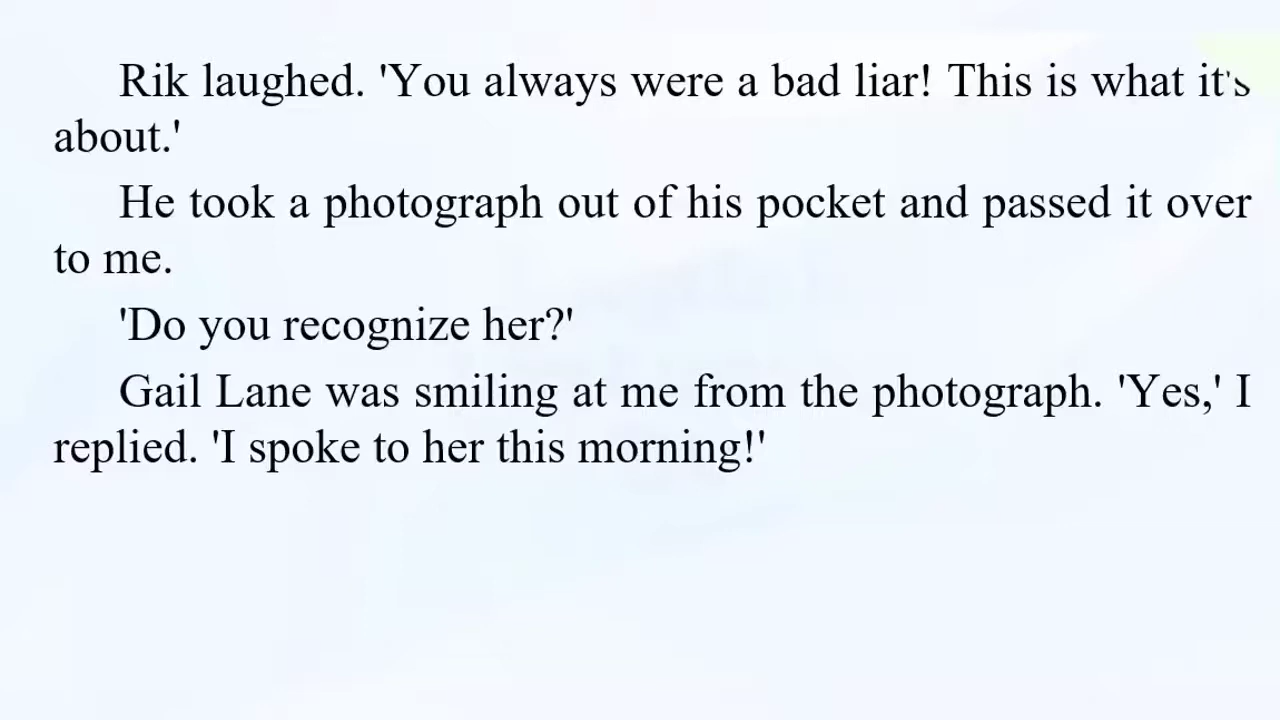 Rik laughed. 'You always were a bad liar! This is what it's
about.'
He took a photograph out of his pocket and passed it over
to me.
'Do you recognize her?'
Gail Lane was smiling at me from the photograph. 'Yes,' I
replied. 'I spoke to her this morning!'